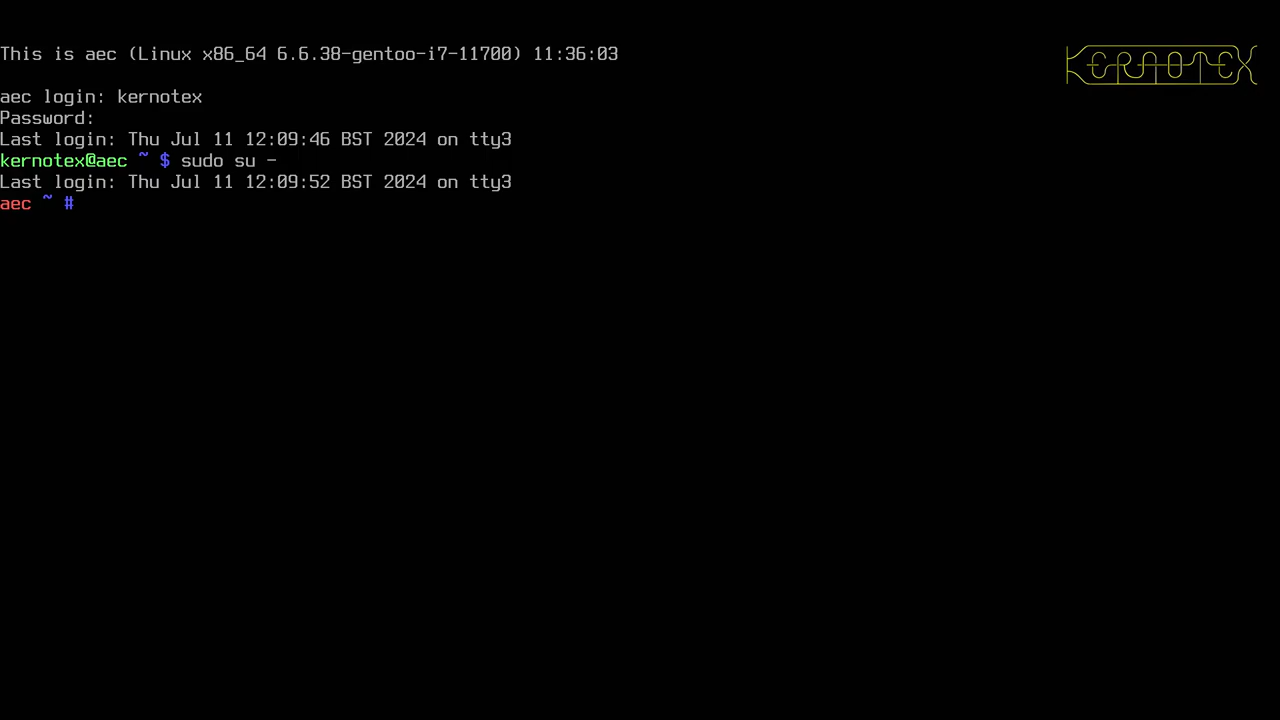 This is aec (Linux x86_64 6.6.38-gentoo-i7-11700) 11:36:03
KERNOTEX
aec login: kernotex
Password:
Last login: Thu Jul 11 12:09:46 BST 2024 on tty3
kernotex@aec ~ $ sudo su -
Last login: Thu Jul 11 12:09:52 BST 2024 on tty3
aec ~ #